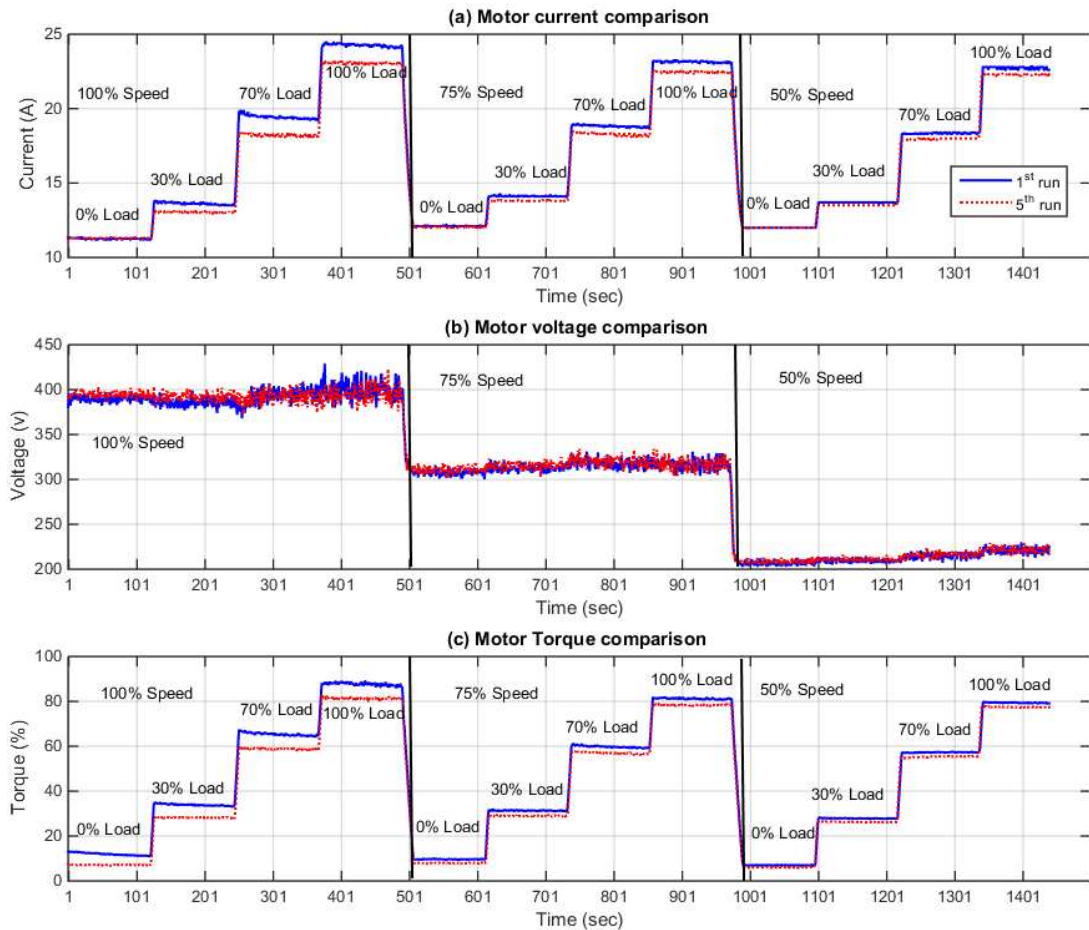 (a) Motor current comparison
25
20
15
10
Current (A)
100% Speed
0% Load
30% Load
70% Load
100% Load
75% Speed
0% Load
30% Load
70% Load
100% Load
50% Speed
0% Load
30% Load
70% Load
100% Load
1st run
5th run
1 101 201 301 401 501 601 701 801 901 1001 1101 1201 1301 1401
Time (sec)
(b) Motor voltage comparison
450
400
350
300
250
200
Voltage (v)
100% Speed
75% Speed
50% Speed
1 101 201 301 401 501 601 701 801 901 1001 1101 1201 1301 1401
Time (sec)
(c) Motor Torque comparison
100
80
60
40
20
0
Torque (%)
100% Speed
0% Load
30% Load
70% Load
100% Load
75% Speed
0% Load
30% Load
70% Load
100% Load
50% Speed
0% Load
30% Load
70% Load
100% Load
1 101 201 301 401 501 601 701 801 901 1001 1101 1201 1301 1401
Time (sec)